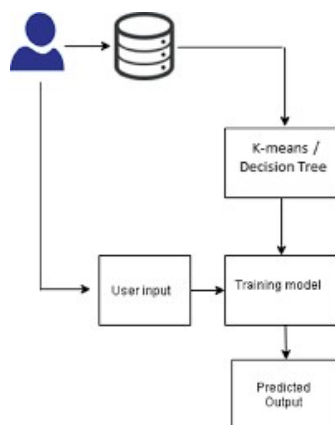 K-means /
Decision Tree
User input
Training model
Predicted
Output